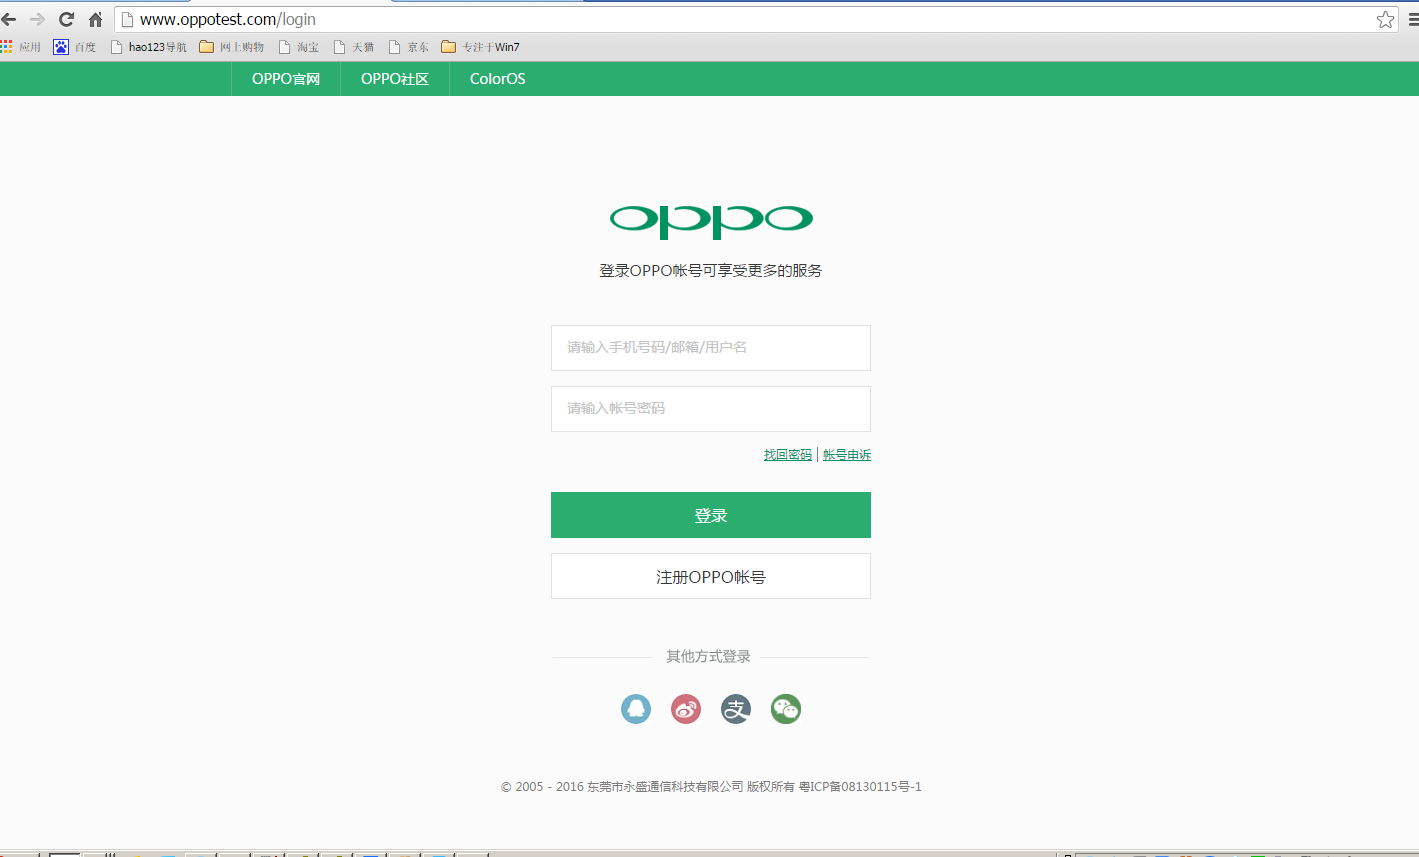 www.oppotest.com/login
应用 百度 hao123导航 网上购物 淘宝 天猫 京东 专注于Win7
OPPO官网 OPPO社区 ColorOS
oppo
登录OPPO帐号可享受更多的服务
请输入手机号码/邮箱/用户名
请输入帐号密码
找回密码 | 帐号申诉
登录
注册OPPO帐号
其他方式登录
支
© 2005 - 2016 东莞市永盛通信科技有限公司 版权所有 粤ICP备08130115号-1